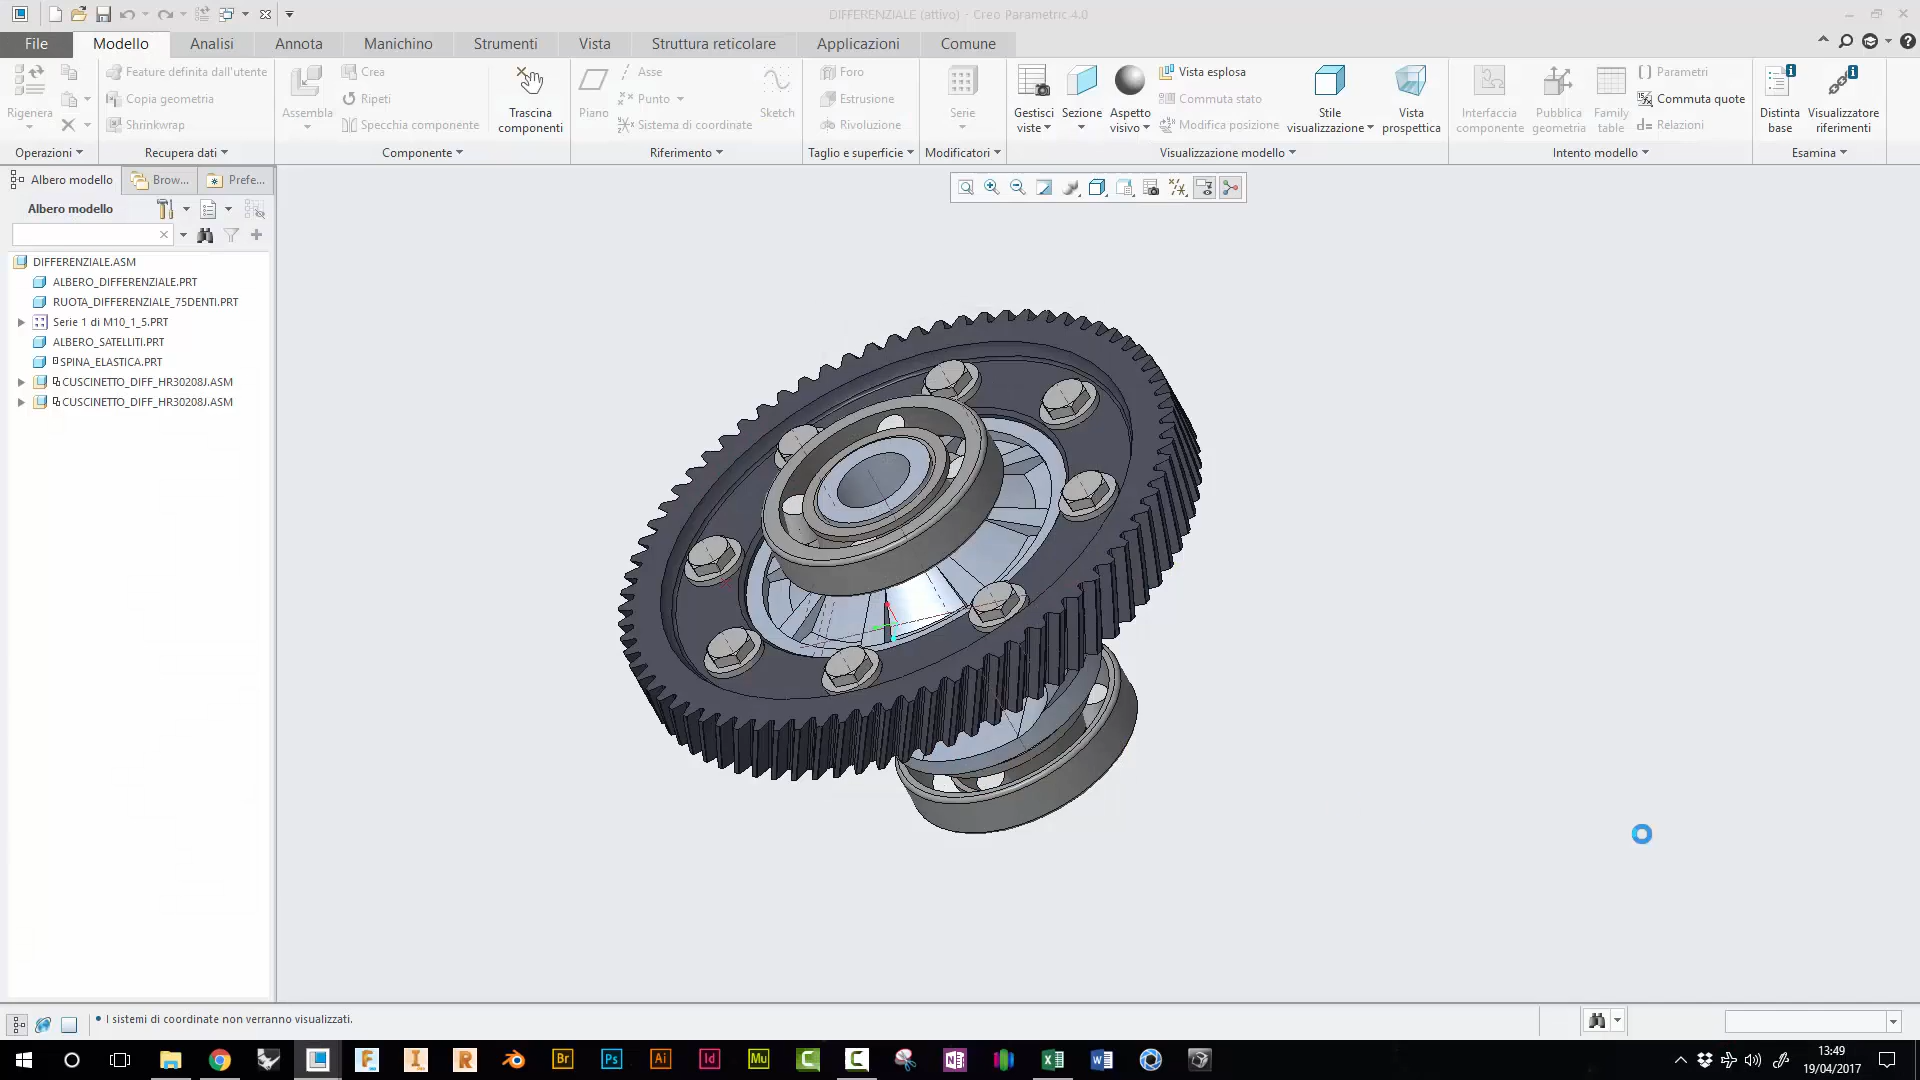 DIFFERENZIALE (attivo) - Creo Parametric 4.0
File Modello Analisi Annota Manichino Strumenti Vista Struttura reticolare Applicazioni Comune
Rigenera
Operazioni
Feature definita dall'utente
Copia geometria
Shrinkwrap
Recupera dati
Assembla
Crea
Ripeti
Specchia componente
Trascina
componenti
Componente
Piano
Asse
Punto
Sistema di coordinate
Sketch
Riferimento
Foro
Estrusione
Rivoluzione
Taglio e superficie
Serie
Modificatori
Gestisci
viste
Sezione
Aspetto
visivo
Vista esplosa
Commuta stato
Modifica posizione
Stile
visualizzazione
Vista
prospettica
Visualizzazione modello
Interfaccia
componente
Pubblica
geometria
Family
table
Parametri
Commuta quote
Relazioni
Intento modello
Distinta
base
Visualizzatore
riferimenti
Esamina
Albero modello Brow... Prefe...
Albero modello
DIFFERENZIALE.ASM
ALBERO_DIFFERENZIALE.PRT
RUOTA_DIFFERENZIALE_75DENTI.PRT
Serie 1 di M10_1_5.PRT
ALBERO_SATELLITI.PRT
SPINA_ELASTICA.PRT
CUSCINETTO_DIFF_HR30208J.ASM
CUSCINETTO_DIFF_HR30208J.ASM
I sistemi di coordinate non verranno visualizzati.
F I R Br Ps Ai Id Mu C C N X W
13:49
19/04/2017